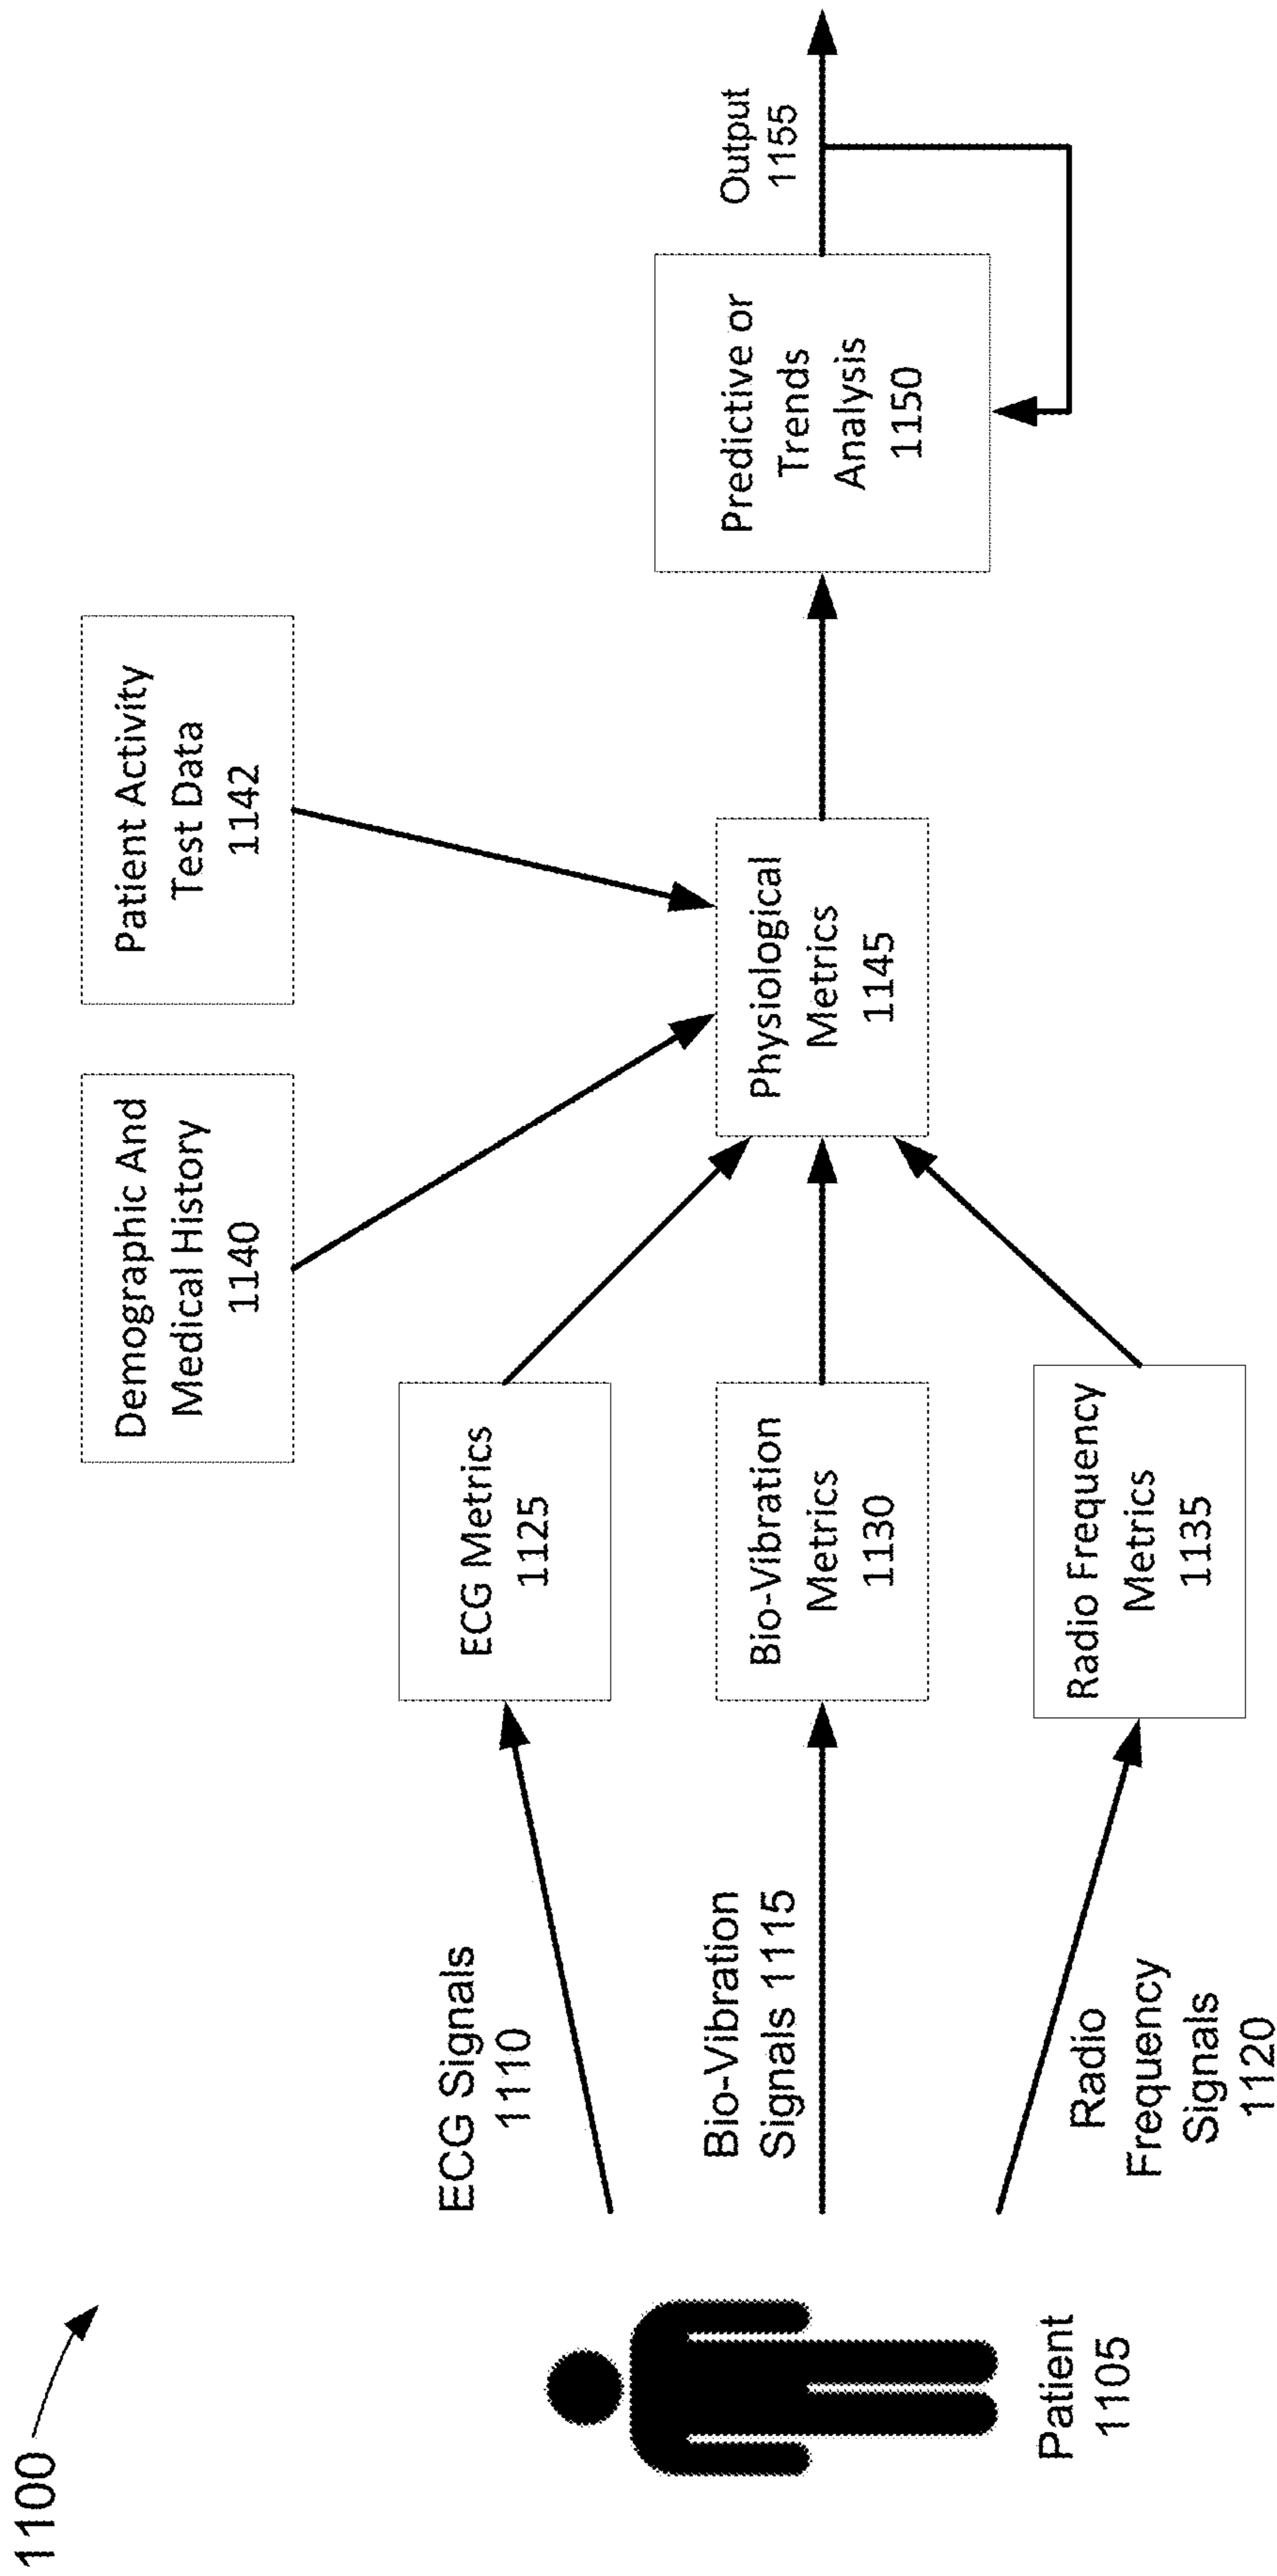 1100
Patient
1105
ECG Signals
1110
Bio-Vibration
Signals 1115
Radio
Frequency
Signals
1120
ECG Metrics
1125
Bio-Vibration
Metrics
1130
Radio Frequency
Metrics
1135
Demographic And
Medical History
1140
Patient Activity
Test Data
1142
Physiological
Metrics
1145
Predictive or
Trends
Analysis
1150
Output
1155